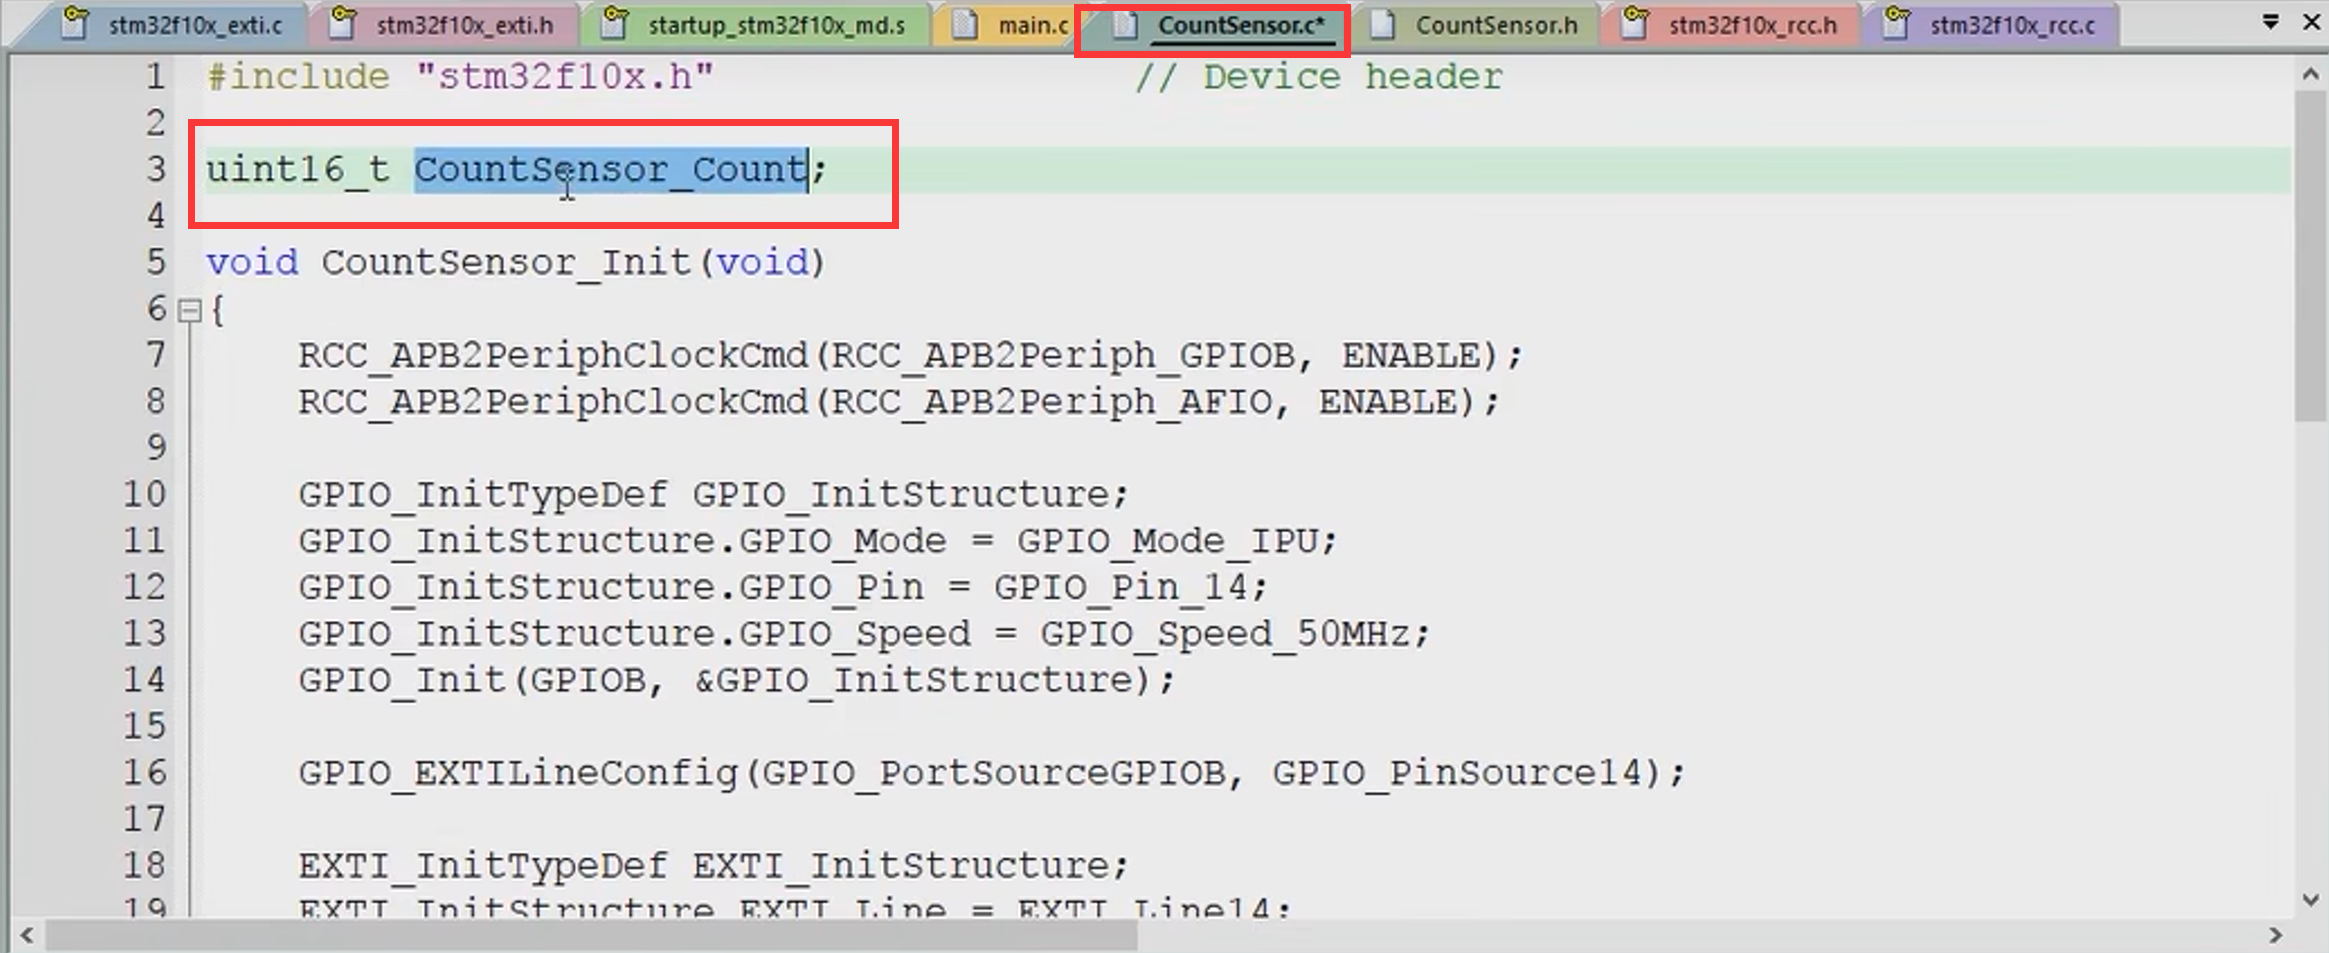 stm32f10x_exti.c stm32f10x_exti.h startup_stm32f10x_md.s main.c CountSensor.c* CountSensor.h stm32f10x_rcc.h stm32f10x_rcc.c
1 #include "stm32f10x.h" // Device header
2
3 uint16_t CountSensor_Count;
4
5 void CountSensor_Init(void)
6 {
7 RCC_APB2PeriphClockCmd(RCC_APB2Periph_GPIOB, ENABLE);
8 RCC_APB2PeriphClockCmd(RCC_APB2Periph_AFIO, ENABLE);
9
10 GPIO_InitTypeDef GPIO_InitStructure;
11 GPIO_InitStructure.GPIO_Mode = GPIO_Mode_IPU;
12 GPIO_InitStructure.GPIO_Pin = GPIO_Pin_14;
13 GPIO_InitStructure.GPIO_Speed = GPIO_Speed_50MHz;
14 GPIO_Init(GPIOB, &GPIO_InitStructure);
15
16 GPIO_EXTILineConfig(GPIO_PortSourceGPIOB, GPIO_PinSource14);
17
18 EXTI_InitTypeDef EXTI_InitStructure;
19 EXTI_InitStructure.EXTI_Line = EXTI_Line14;